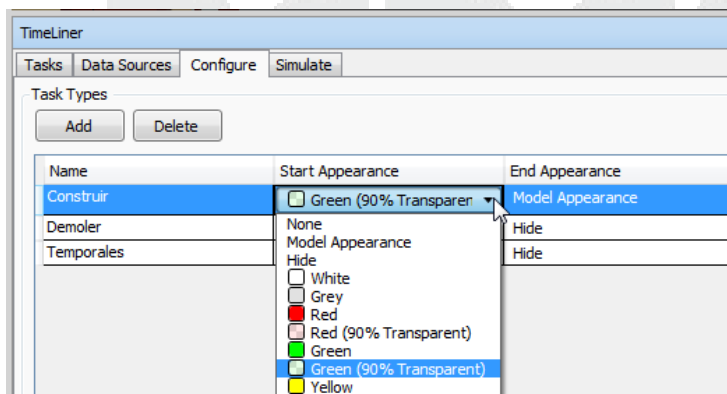 TimeLiner
Tasks Data Sources Configure Simulate
Task Types
Add Delete
Name Start Appearance End Appearance
Construir Green (90% Transparen Model Appearance
Demoler Hide
Temporales Hide
None
Model Appearance
Hide
White
Grey
Red
Red (90% Transparent)
Green
Green (90% Transparent)
Yellow